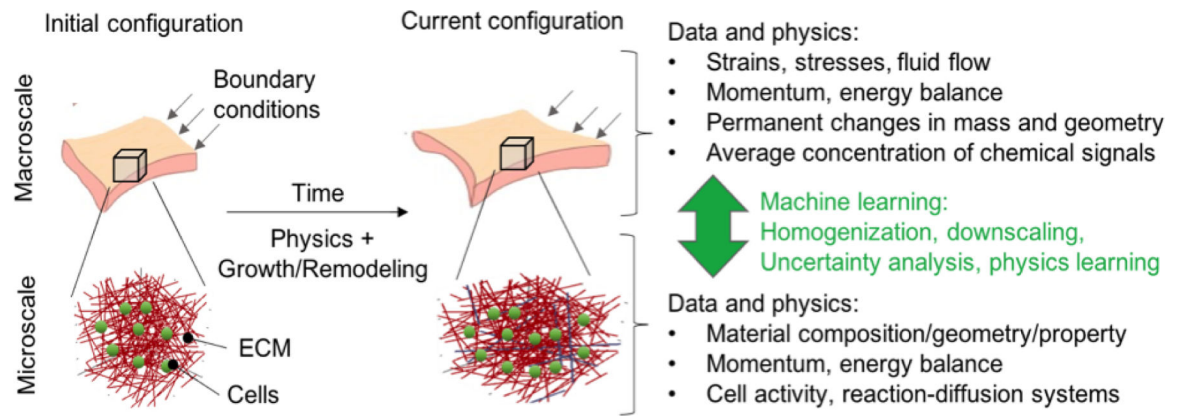 Initial configuration
Current configuration
Macroscale
Boundary
conditions
Time
Physics +
Growth/Remodeling
Microscale
ECM
Cells
Data and physics:
• Strains, stresses, fluid flow
• Momentum, energy balance
• Permanent changes in mass and geometry
• Average concentration of chemical signals
Machine learning:
Homogenization, downscaling,
Uncertainty analysis, physics learning
Data and physics:
• Material composition/geometry/property
• Momentum, energy balance
• Cell activity, reaction-diffusion systems